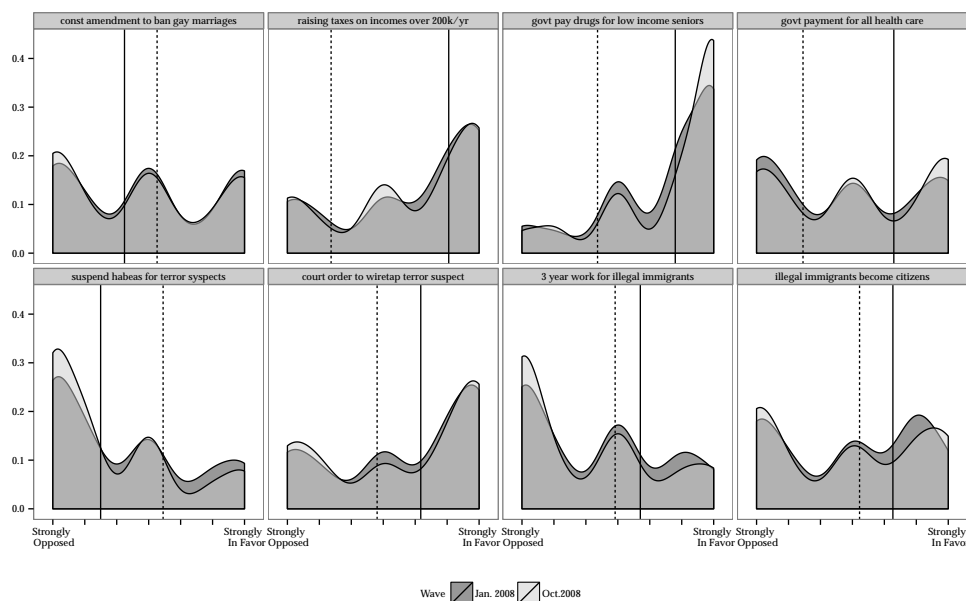 const amendment to ban gay marriages
raising taxes on incomes over 200k/yr
govt pay drugs for low income seniors
govt payment for all health care
0.4
0.3
0.2
0.1
0.0
suspend habeas for terror syspects
court order to wiretap terror suspect
3 year work for illegal immigrants
illegal immigrants become citizens
0.4
0.3
0.2
0.1
0.0
Strongly
Opposed
Strongly
In Favor
Strongly
Opposed
Strongly
In Favor
Strongly
Opposed
Strongly
In Favor
Strongly
Opposed
Strongly
In Favor
Wave Jan. 2008 Oct.2008